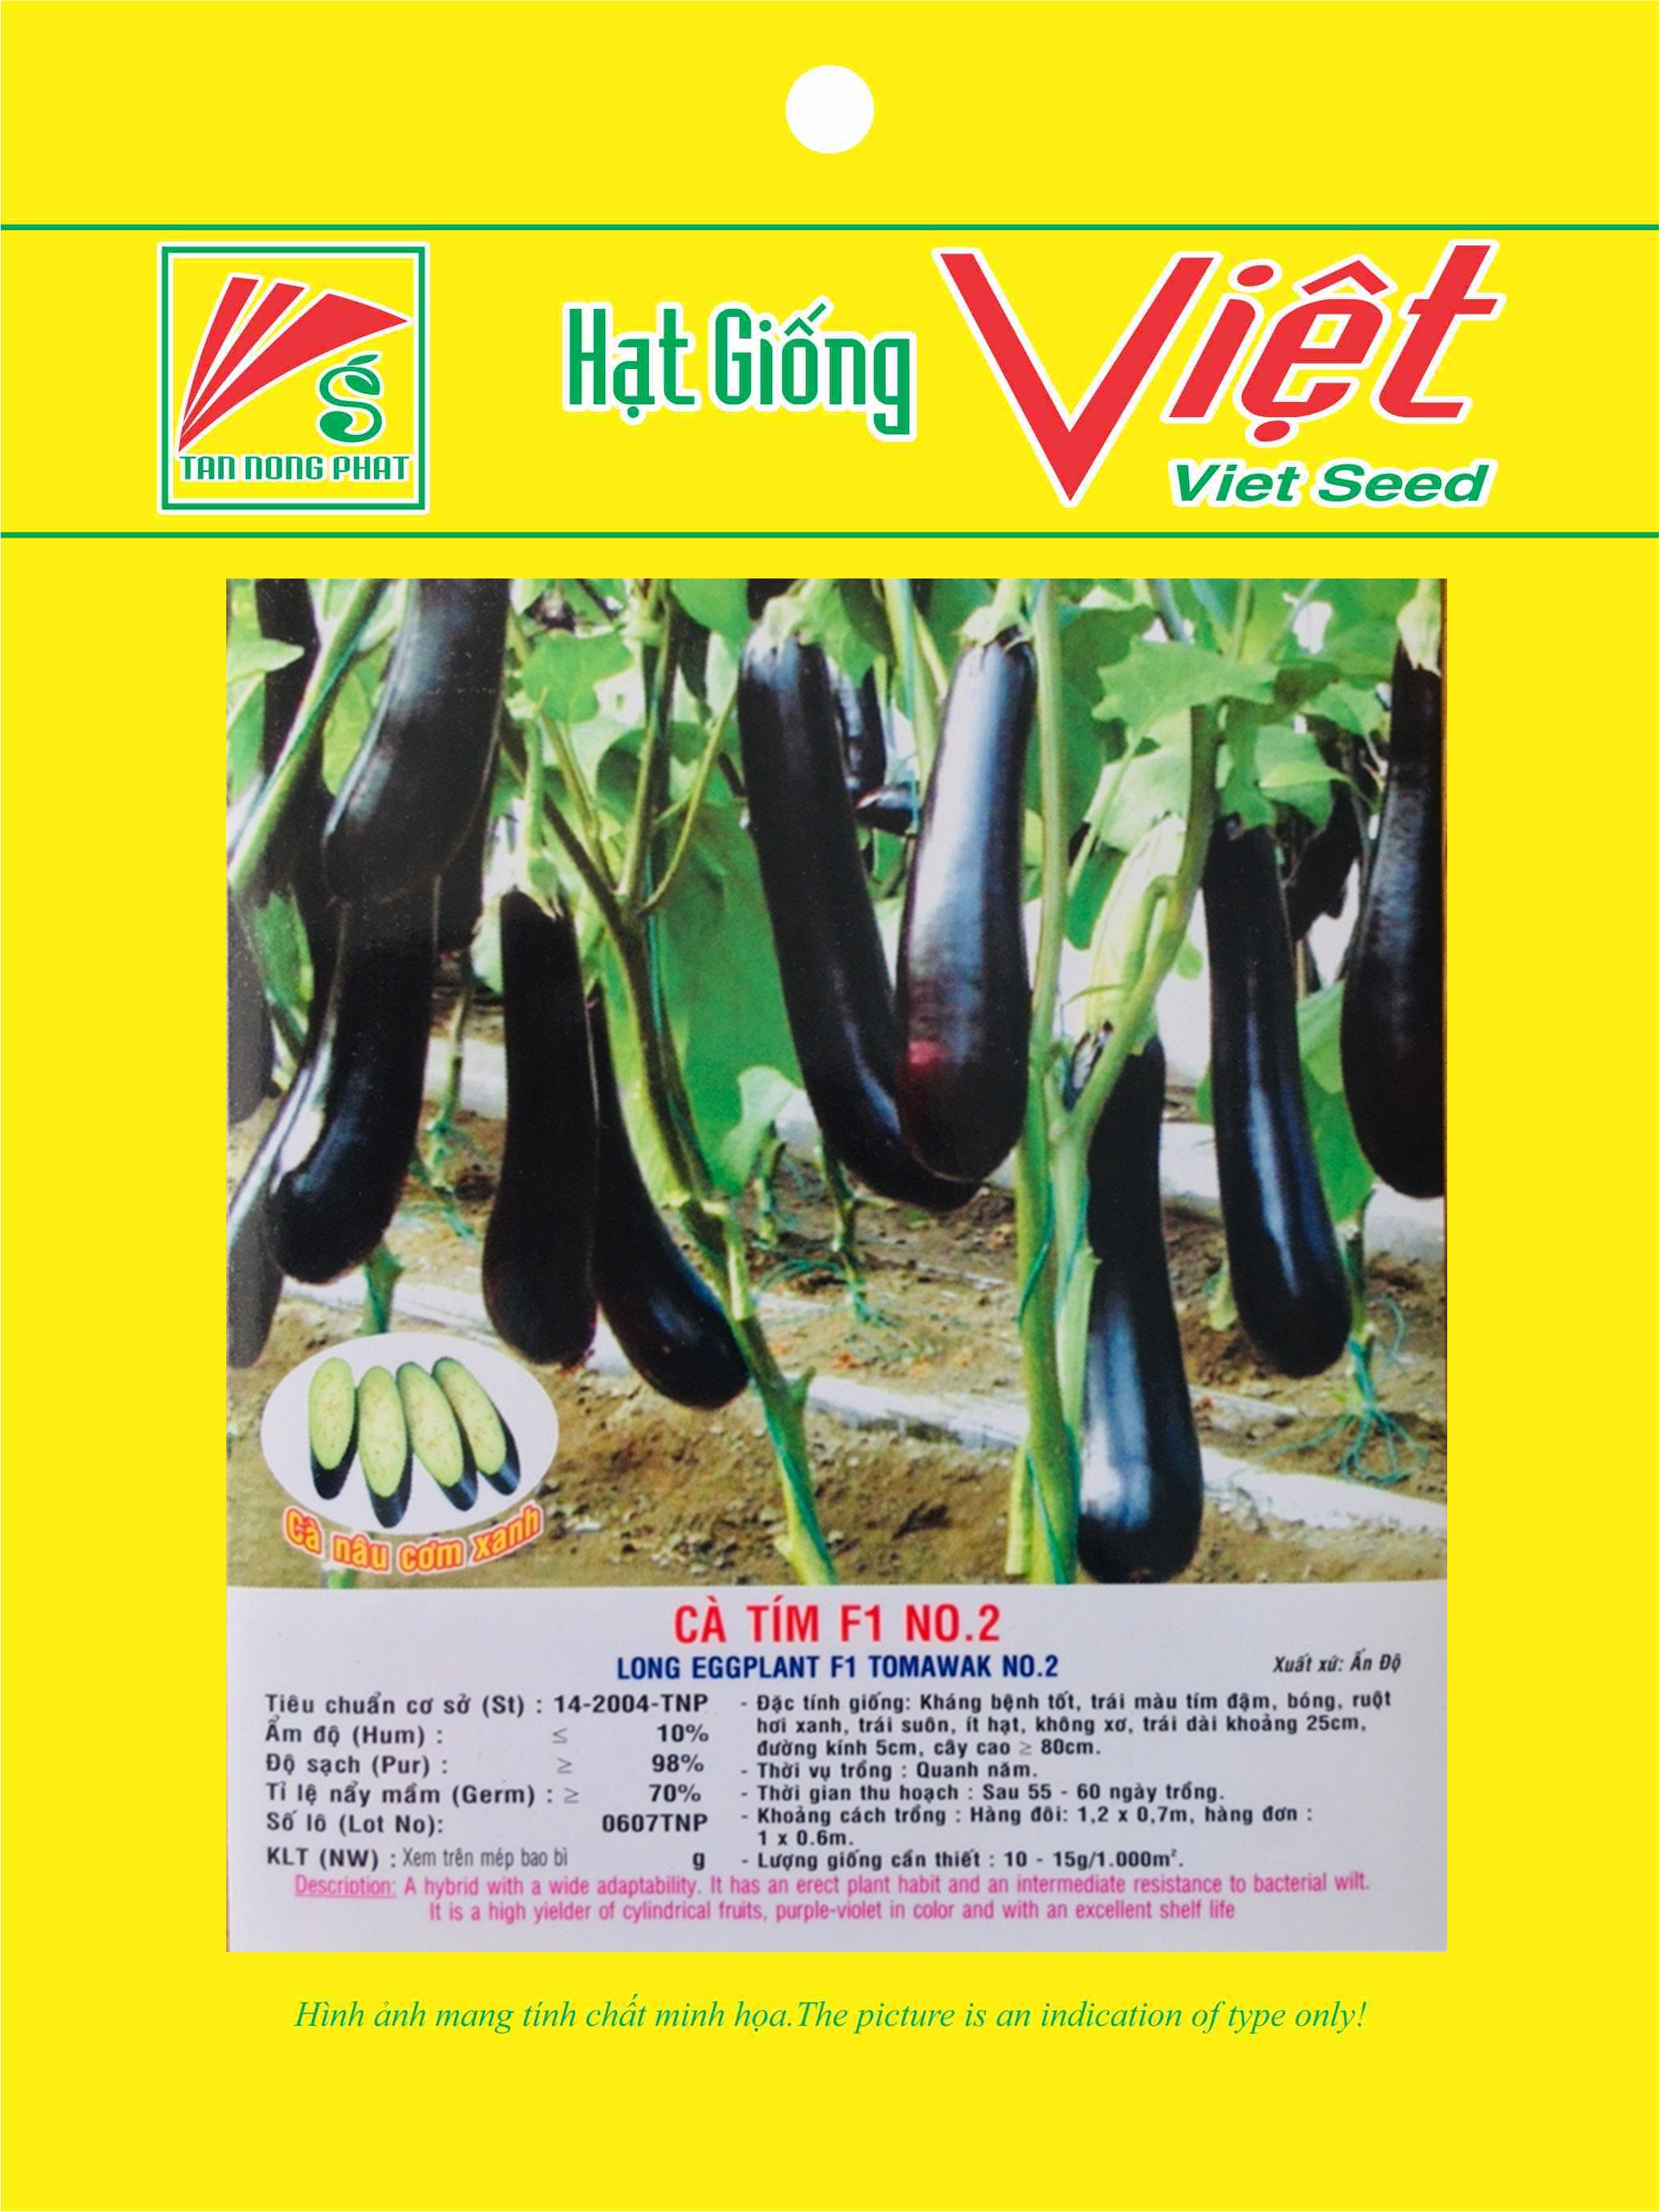 TAN NONG PHAT
Hạt Giống Việt
Viet Seed
Cà nâu cơm xanh
CÀ TÍM F1 NO.2
LONG EGGPLANT F1 TOMAWAK NO.2
Xuất xứ: Ấn Độ
Tiêu chuẩn cơ sở (St) : 14-2004-TNP
Ẩm độ (Hum) : ≤ 10%
Độ sạch (Pur) : ≥ 98%
Tỉ lệ nẩy mầm (Germ) : ≥ 70%
Số lô (Lot No): 0607TNP
KLT (NW) : Xem trên mép bao bì g
- Đặc tính giống: Kháng bệnh tốt, trái màu tím đậm, bóng, ruột
hơi xanh, trái suôn, ít hạt, không xơ, trái dài khoảng 25cm,
đường kính 5cm, cây cao ≥ 80cm.
- Thời vụ trồng : Quanh năm.
- Thời gian thu hoạch : Sau 55 - 60 ngày trồng.
- Khoảng cách trồng : Hàng đôi: 1,2 x 0,7m, hàng đơn :
1 x 0.6m.
- Lượng giống cần thiết : 10 - 15g/1.000m².
Description: A hybrid with a wide adaptability. It has an erect plant habit and an intermediate resistance to bacterial wilt.
It is a high yielder of cylindrical fruits, purple-violet in color and with an excellent shelf life
Hình ảnh mang tính chất minh họa.The picture is an indication of type only!